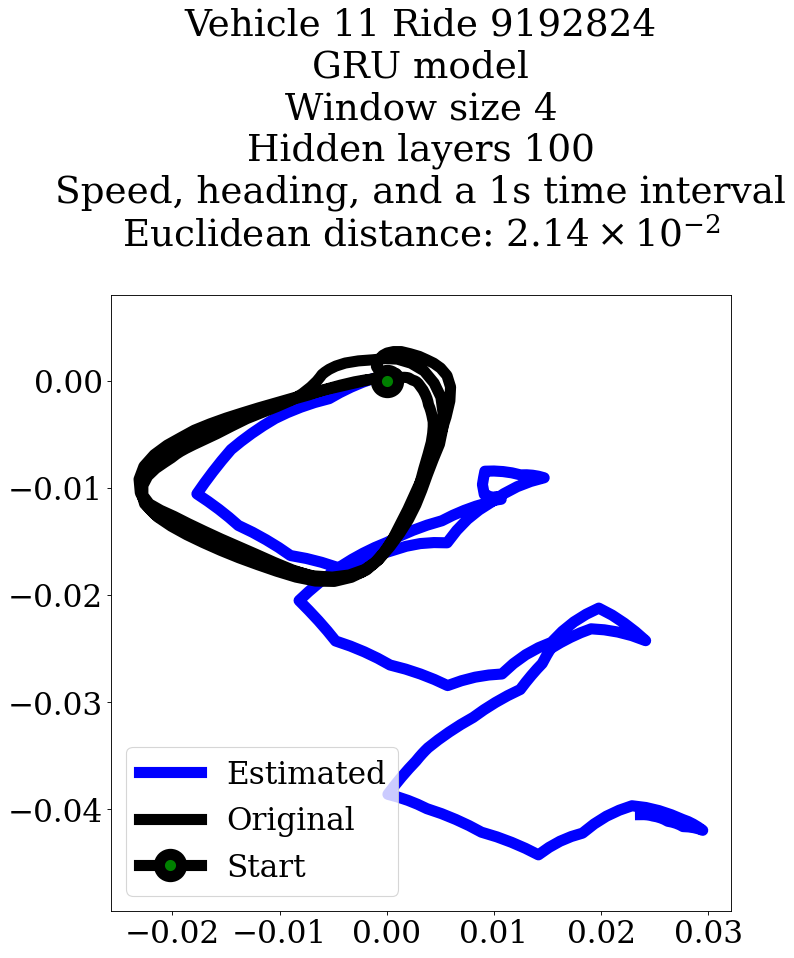 Vehicle 11 Ride 9192824
GRU model
Window size 4
Hidden layers 100
Speed, heading, and a 1s time interval
Euclidean distance: 2.14 × 10⁻²
0.00
−0.01
−0.02
−0.03
−0.04
Estimated
Original
Start
−0.02 −0.01 0.00 0.01 0.02 0.03